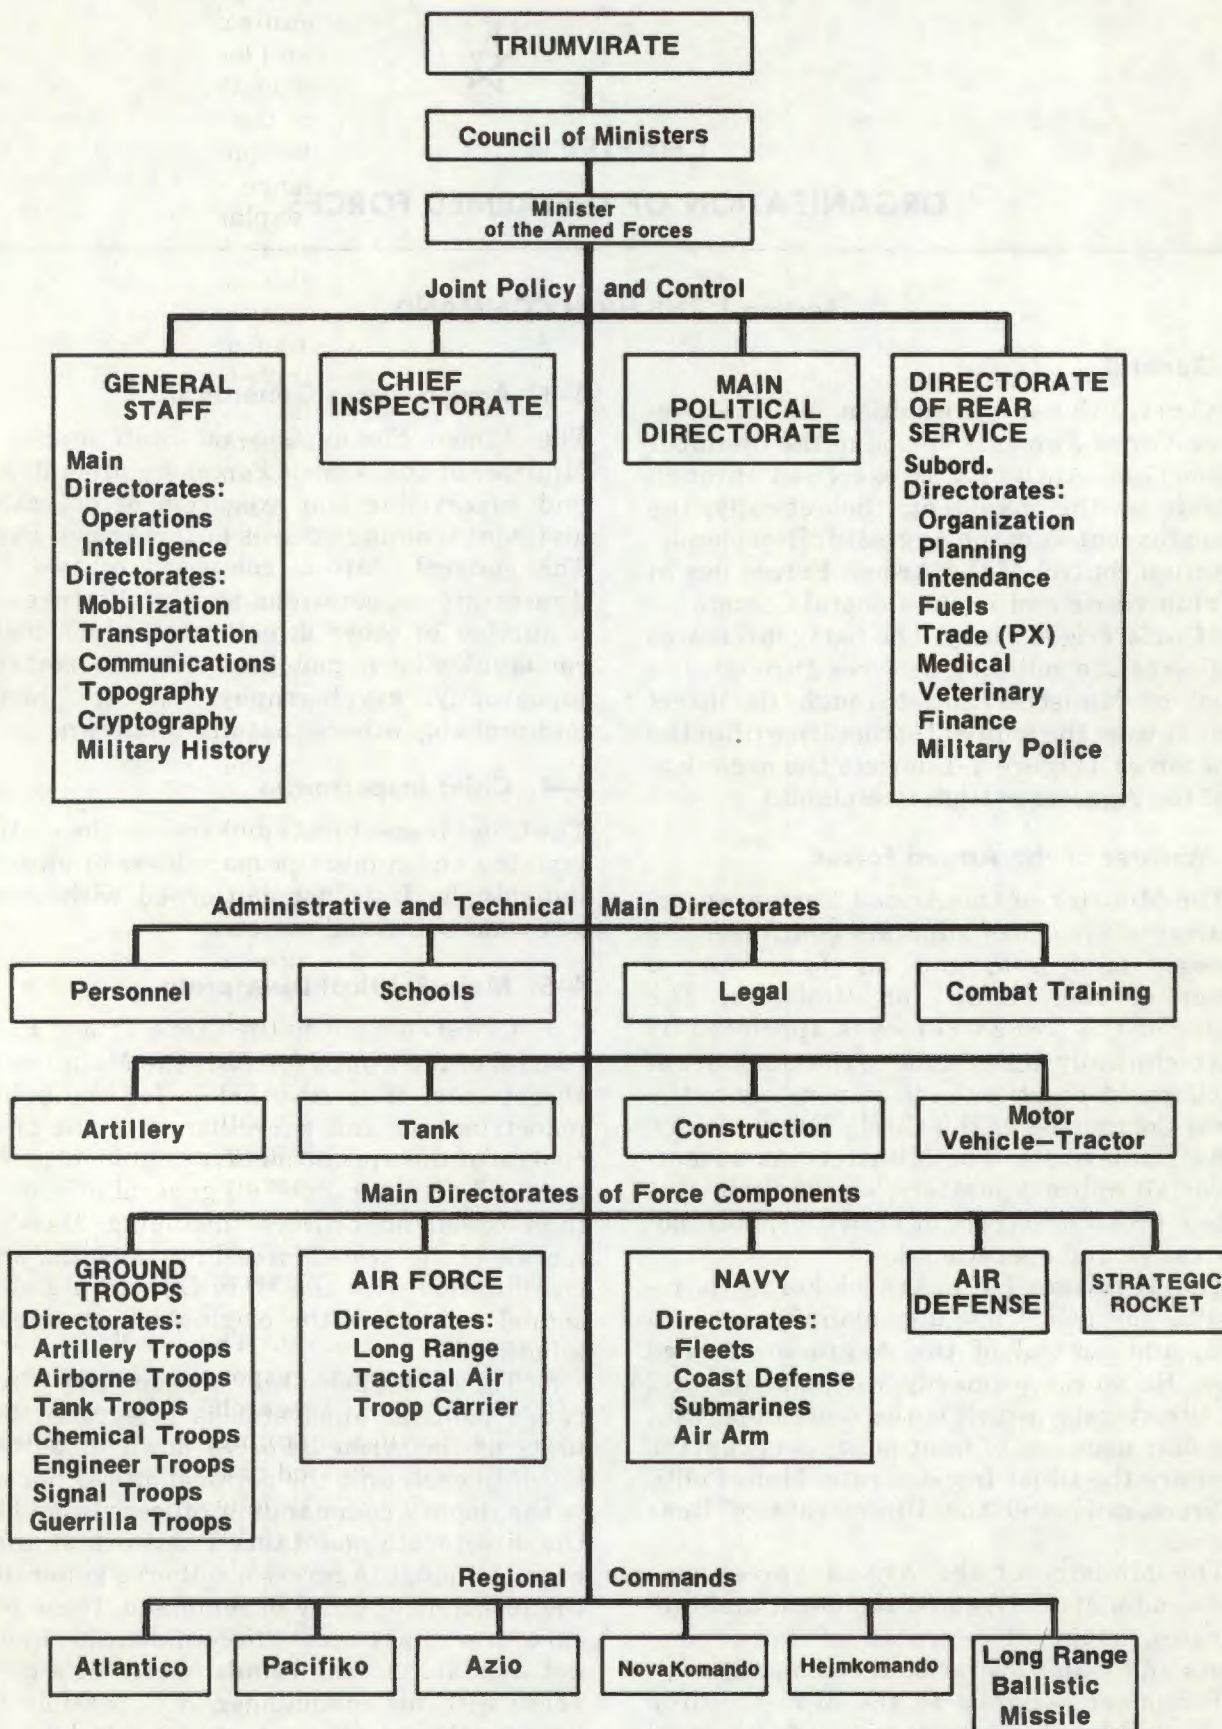 TRIUMVIRATE
Council of Ministers
Minister
of the Armed Forces
Joint Policy and Control
GENERAL
STAFF
Main
Directorates:
Operations
Intelligence
Directorates:
Mobilization
Transportation
Communications
Topography
Cryptography
Military History
CHIEF
INSPECTORATE
MAIN
POLITICAL
DIRECTORATE
DIRECTORATE
OF REAR
SERVICE
Subord.
Directorates:
Organization
Planning
Intendance
Fuels
Trade (PX)
Medical
Veterinary
Finance
Military Police
Administrative and Technical Main Directorates
Personnel
Schools
Legal
Combat Training
Artillery
Tank
Construction
Motor
Vehicle—Tractor
Main Directorates of Force Components
GROUND
TROOPS
Directorates:
Artillery Troops
Airborne Troops
Tank Troops
Chemical Troops
Engineer Troops
Signal Troops
Guerrilla Troops
AIR FORCE
Directorates:
Long Range
Tactical Air
Troop Carrier
NAVY
Directorates:
Fleets
Coast Defense
Submarines
Air Arm
AIR
DEFENSE
STRATEGIC
ROCKET
Regional Commands
Atlantico
Pacifiko
Azio
NovaKomando
Heimkomando
Long Range
Ballistic
Missile